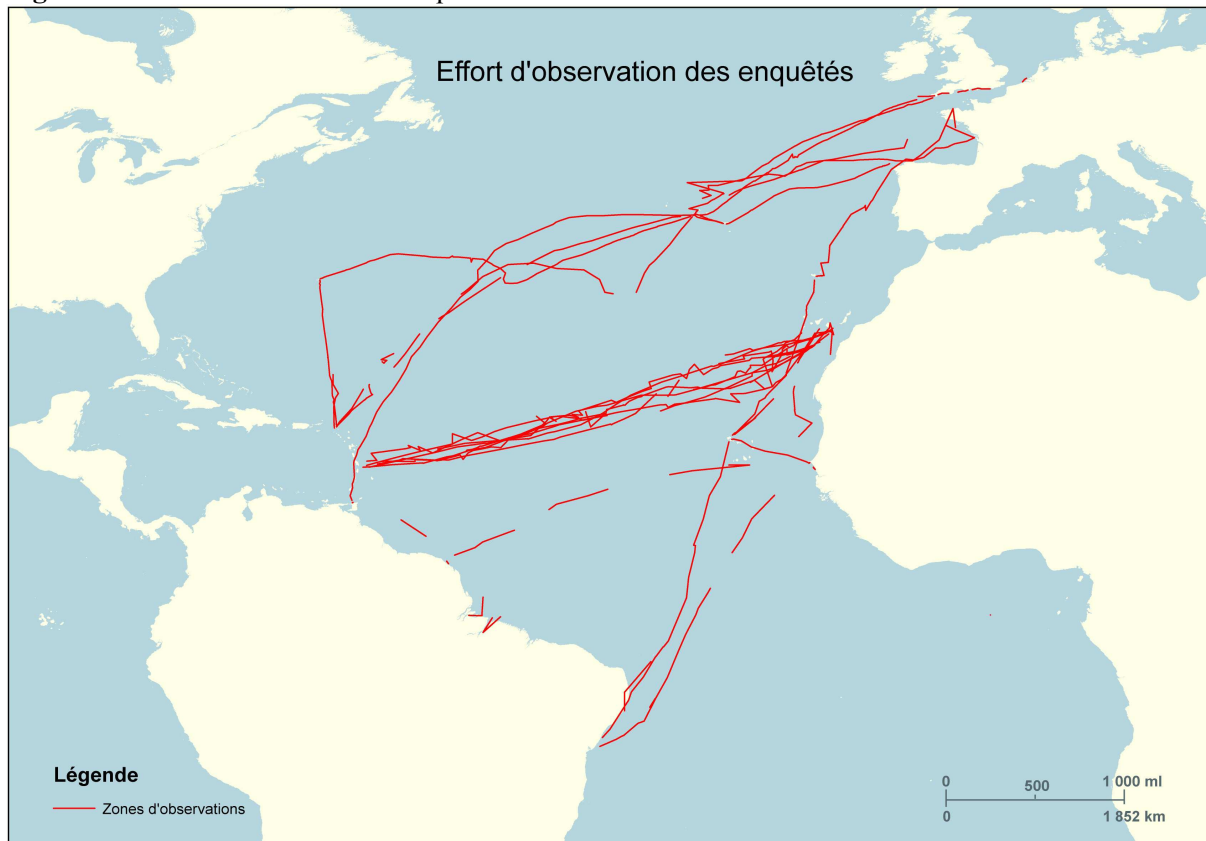 Effort d'observation des enquêtés
Légende
Zones d'observations
0 500 1 000 ml
0 1 852 km